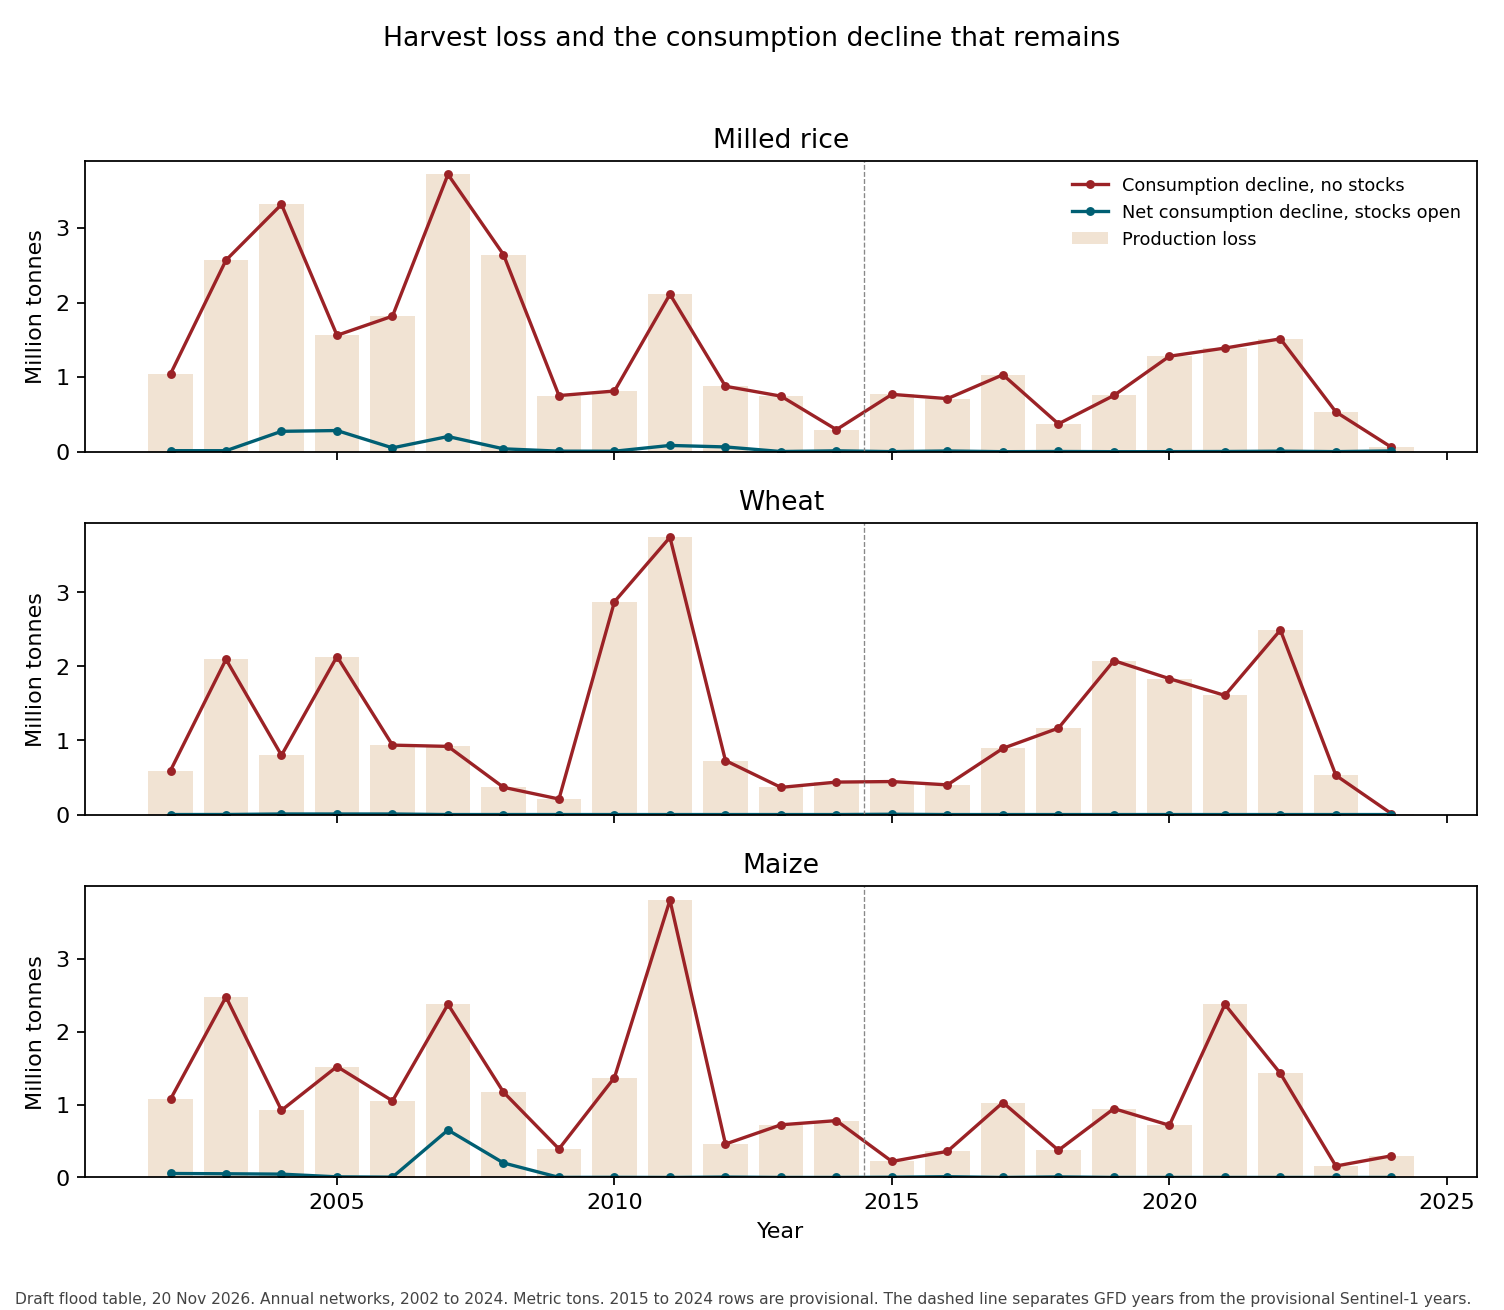 Harvest loss and the consumption decline that remains
Milled rice
Million tonnes
3
2
1
0
Consumption decline, no stocks
Net consumption decline, stocks open
Production loss
Wheat
Million tonnes
3
2
1
0
Maize
Million tonnes
3
2
1
0
2005
2010
2015
2020
2025
Year
Draft flood table, 20 Nov 2026. Annual networks, 2002 to 2024. Metric tons. 2015 to 2024 rows are provisional. The dashed line separates GFD years from the provisional Sentinel-1 years.